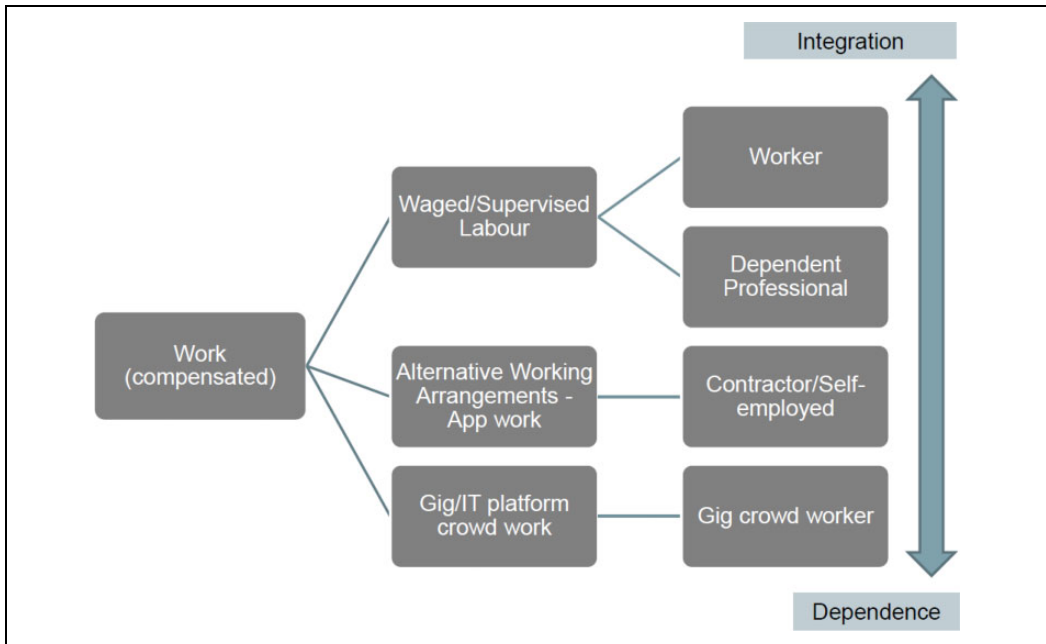 Integration
Worker
Waged/Supervised
Labour
Dependent
Professional
Work
(compensated)
Alternative Working
Arrangements -
App work
Contractor/Self-
employed
Gig/IT platform
crowd work
Gig crowd worker
Dependence